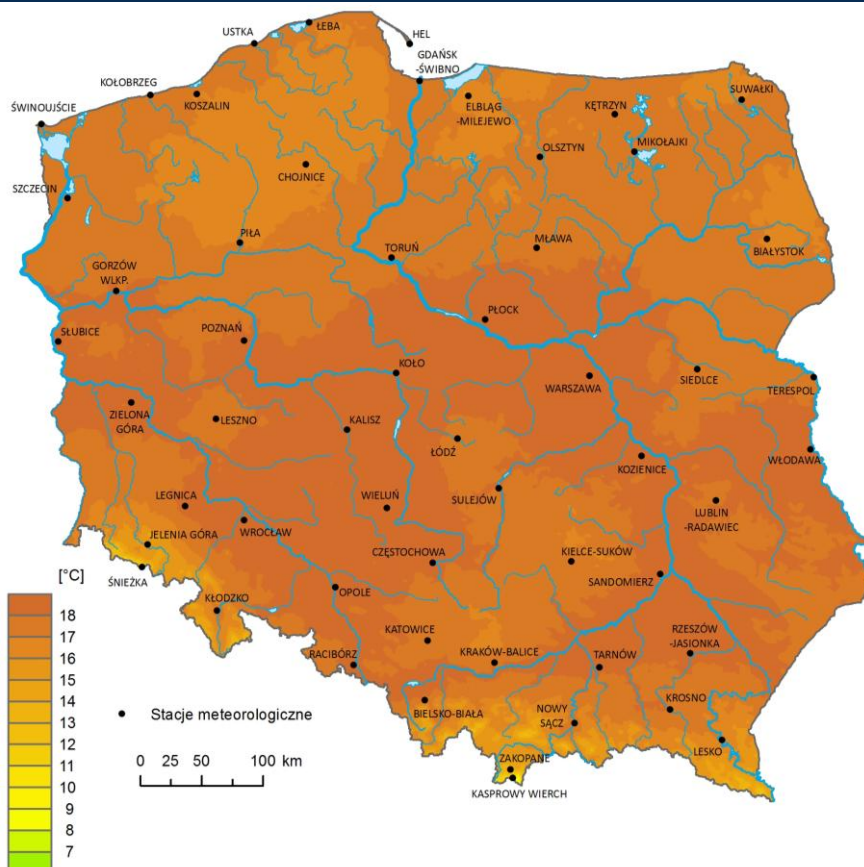 ŁEBA
USTKA
HEL
GDAŃSK
-ŚWIBNO
KOŁOBRZEG
KOSZALIN
SUWAŁKI
ŚWINOUJŚCIE
ELBLĄG
-MILEJEWO
KĘTRZYN
MIKOŁAJKI
OLSZTYN
CHOJNICE
SZCZECIN
PIŁA
MŁAWA
BIAŁYSTOK
TORUŃ
GORZÓW
WLKP.
PŁOCK
SŁUBICE
POZNAŃ
KOŁO
WARSZAWA
SIEDLCE
TERESPOL
ZIELONA
GÓRA
LESZNO
KALISZ
ŁÓDŹ
KOZIENICE
WŁODAWA
LEGNICA
WIELUŃ
SULEJÓW
LUBLIN
-RADAWIEC
JELENIA GÓRA
WROCŁAW
CZĘSTOCHOWA
KIELCE-SUKÓW
SANDOMIERZ
ŚNIEŻKA
[°C]
KŁODZKO
OPOLE
18
17
16
15
14
13
12
11
10
9
8
7
KATOWICE
RACIBÓRZ
KRAKÓW-BALICE
TARNÓW
RZESZÓW
-JASIONKA
BIELSKO-BIAŁA
NOWY
SĄCZ
KROSNO
LESKO
Stacje meteorologiczne
0 25 50 100 km
ZAKOPANE
KASPROWY WIERCH